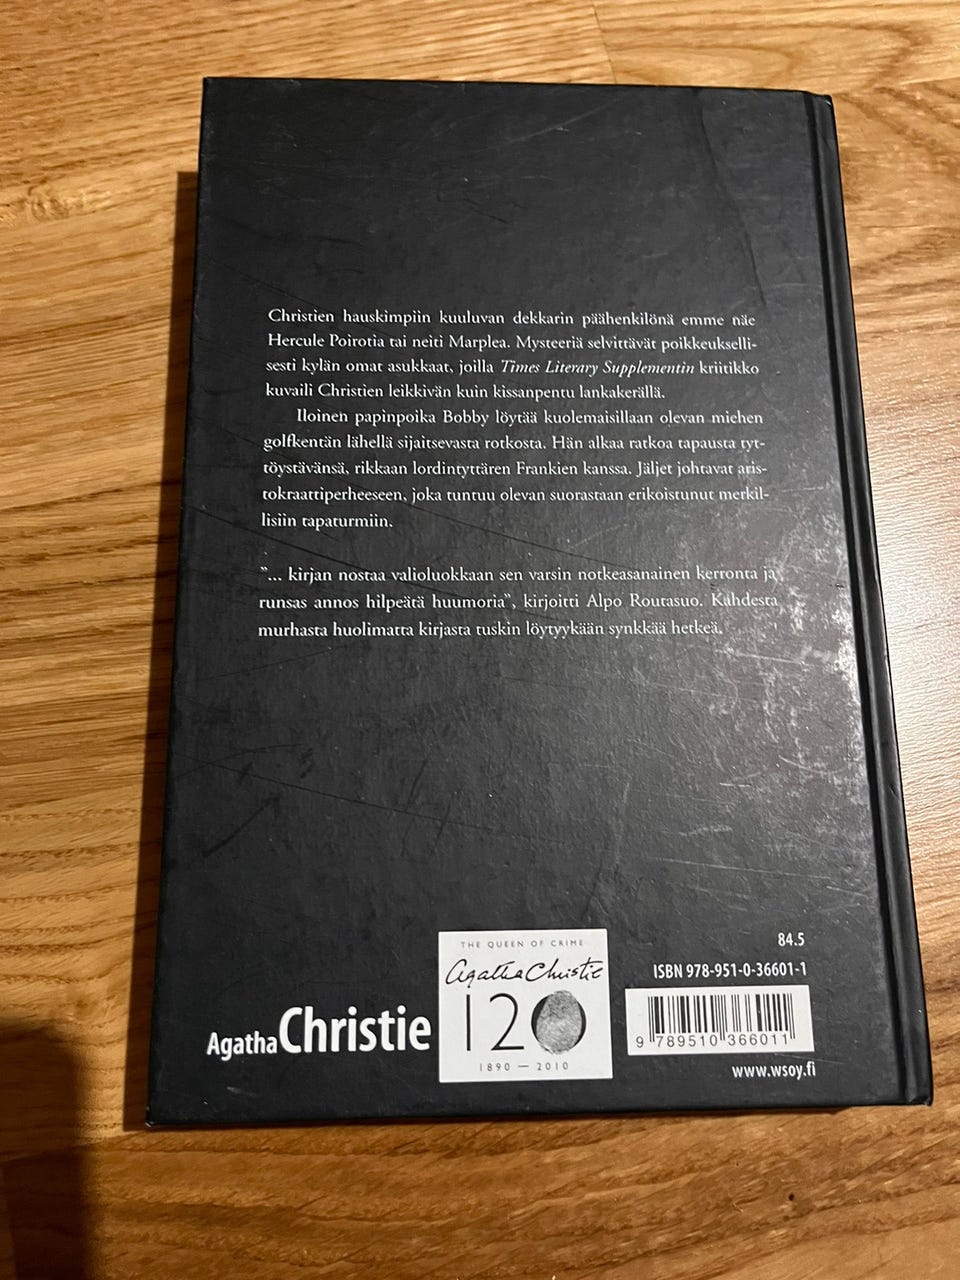 Christien hauskimpiin kuuluvan dekkarin päähenkilönä emme näe
Hercule Poirotia tai neiti Marplea. Mysteeriä selvittävät poikkeukselli-
sesti kylän omat asukkaat, joilla Times Literary Supplementin kriitikko
kuvaili Christien leikkivän kuin kissanpentu lankakerällä.
Iloinen papinpoika Bobby löytää kuolemaisillaan olevan miehen
golfkentän lähellä sijaitsevasta rotkosta. Hän alkaa ratkoa tapausta tyt-
töystävänsä, rikkaan lordintyttären Frankien kanssa. Jäljet johtavat aris-
tokraattiperheeseen, joka tuntuu olevan suorastaan erikoistunut merkil-
lisiin tapaturmiin.
”... kirjan nostaa valioluokkaan sen varsin notkeasanainen kerronta ja
runsas annos hilpeätä huumoria”, kirjoitti Alpo Routasuo. Kahdesta
murhasta huolimatta kirjasta tuskin löytyykään synkkää hetkeä.
Agatha Christie
THE QUEEN OF CRIME
Agatha Christie
120
1890 — 2010
84.5
ISBN 978-951-0-36601-1
9 789510 366011
www.wsoy.fi